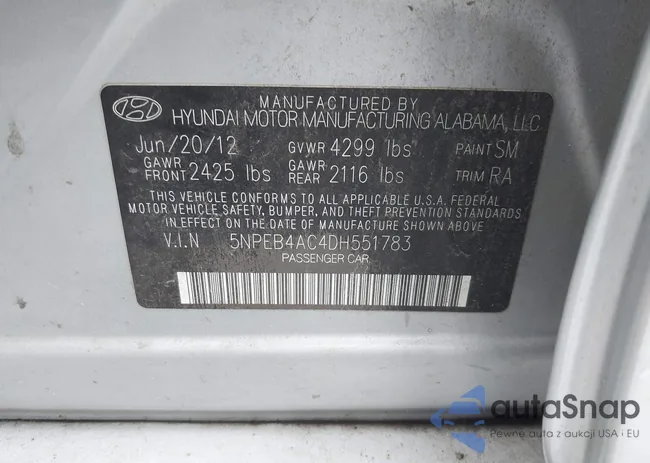 MANUFACTURED BY
HYUNDAI MOTOR MANUFACTURING ALABAMA, LLC
Jun/20/12 GVWR 4299 lbs PAINT SM
GAWR FRONT 2425 lbs GAWR REAR 2116 lbs TRIM RA
THIS VEHICLE CONFORMS TO ALL APPLICABLE U.S.A. FEDERAL
MOTOR VEHICLE SAFETY, BUMPER, AND THEFT PREVENTION
STANDARDS IN EFFECT ON THE
DATE OF MANUFACTURE SHOWN ABOVE.
V.I.N 5NPEB4AC4DH551783
PASSENGER CAR
autoSnap
Pewne auta z aukcji USA i EU